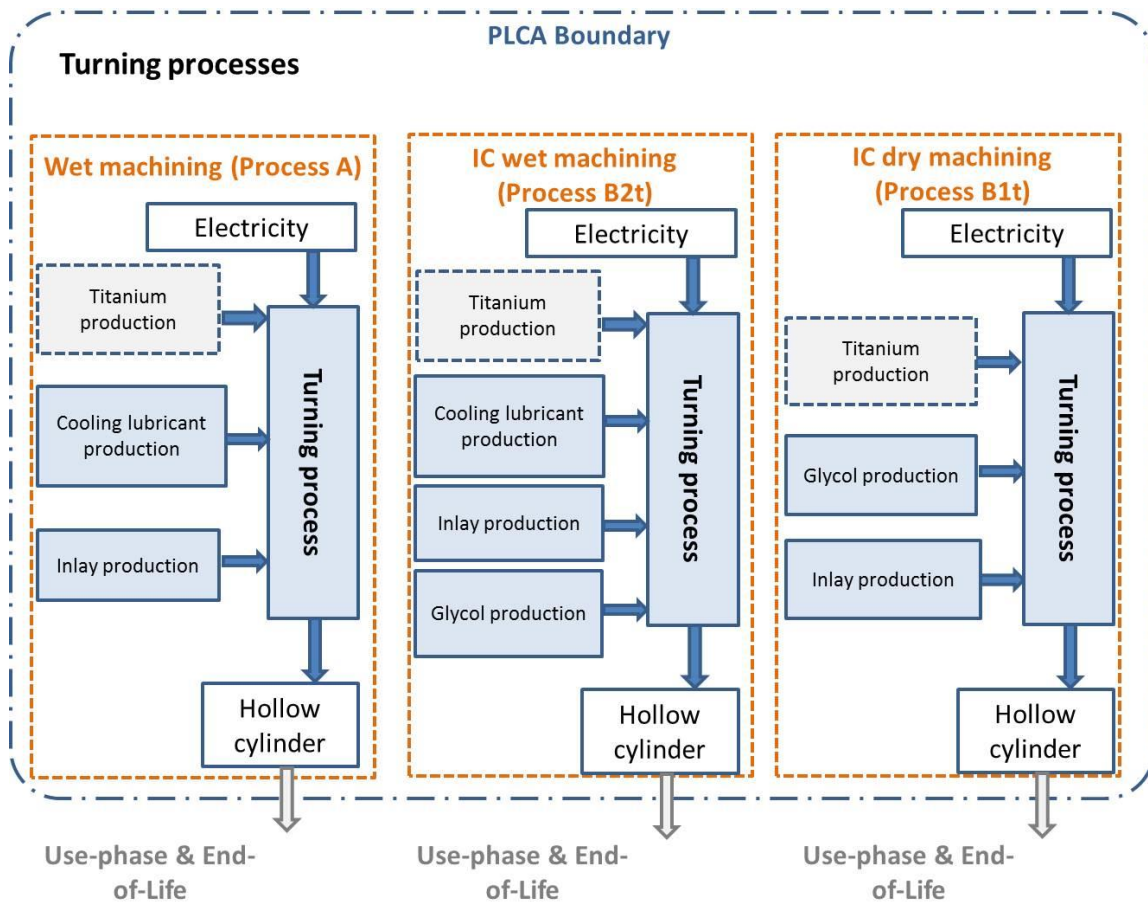 PLCA Boundary
Turning processes
Wet machining (Process A)
Electricity
Titanium
production
Cooling lubricant
production
Inlay production
Turning process
Hollow
cylinder
Use-phase & End-
of-Life
IC wet machining
(Process B2t)
Electricity
Titanium
production
Cooling lubricant
production
Inlay production
Glycol production
Turning process
Hollow
cylinder
Use-phase & End-
of-Life
IC dry machining
(Process B1t)
Electricity
Titanium
production
Glycol production
Inlay production
Turning process
Hollow
cylinder
Use-phase & End-
of-Life